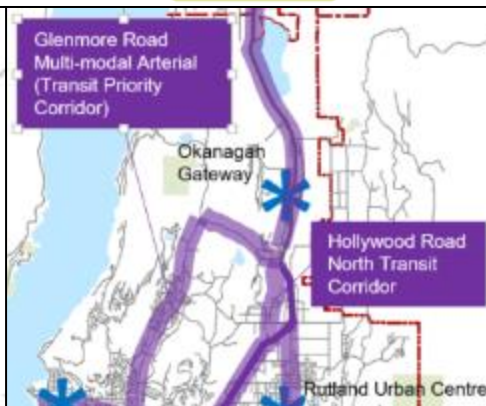 Glenmore Road
Multi-modal Arterial
(Transit Priority
Corridor)
Okanagan
Gateway
Hollywood Road
North Transit
Corridor
Rutland Urban Centre